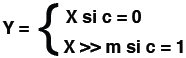 Y = { X si c = 0
X >> m si c = 1